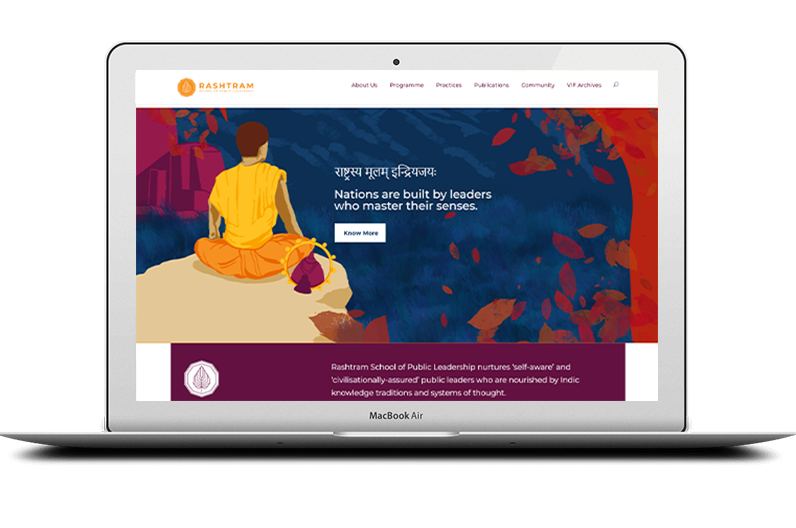 RASHTRAM
About Us Programme Practices Publications Community VIF Archives
राष्ट्रस्य मूलम् इन्द्रियजयः
Nations are built by leaders
who master their senses.
Know More
Rashtram School of Public Leadership nurtures 'self-aware' and
'civilisationally-assured' public leaders who are nourished by Indic
knowledge traditions and systems of thought.
MacBook Air